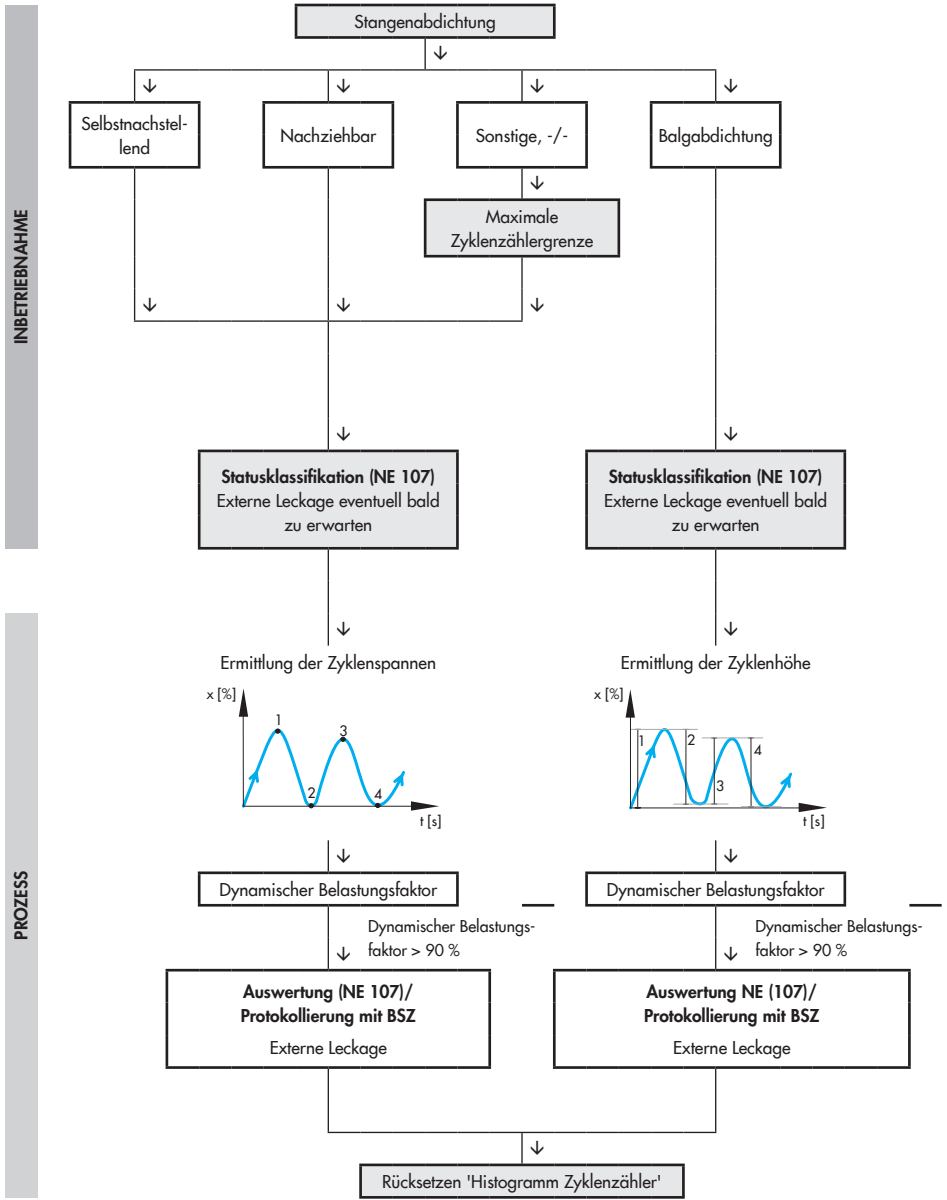 INBETRIEBNAHME
Stangenabdichtung
Selbstnachstel-
lend
Nachziehbar
Sonstige, -/-
Balgabdichtung
Maximale
Zyklenzählergrenze
Statusklassifikation (NE 107)
Externe Leckage eventuell bald
zu erwarten
Statusklassifikation (NE 107)
Externe Leckage eventuell bald
zu erwarten
PROZESS
Ermittlung der Zyklenspannen
x [%]
1
2
3
4
t [s]
Ermittlung der Zyklenhöhe
x [%]
1
2
3
4
t [s]
Dynamischer Belastungsfaktor
Dynamischer Belastungsfaktor
Dynamischer Belastungs-
faktor > 90 %
Dynamischer Belastungs-
faktor > 90 %
Auswertung (NE 107)/
Protokollierung mit BSZ
Externe Leckage
Auswertung NE (107)/
Protokollierung mit BSZ
Externe Leckage
Rücksetzen 'Histogramm Zyklenzähler'